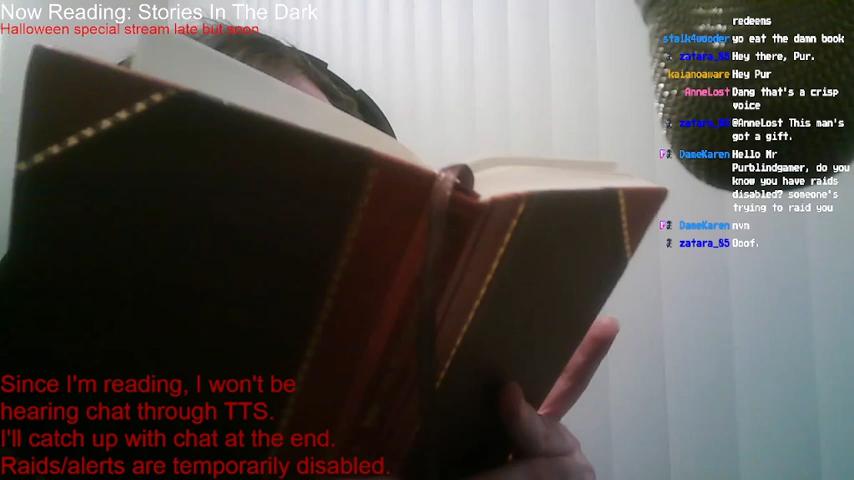 Now Reading: Stories In The Dark
Halloween special stream late but soon
redeems
stalk4wooder yo eat the damn book
zatara_85 Hey there, Pur.
kaianoaware Hey Pur
AnneLost Dang that's a crisp
voice
zatara_85 @AnneLost This man's
got a gift.
DameKaren Hello Mr
Purblindgamer, do you
know you have raids
disabled? someone's
trying to raid you
DameKaren nvm
zatara_85 Ooof.
Since I'm reading, I won't be
hearing chat through TTS.
I'll catch up with chat at the end.
Raids/alerts are temporarily disabled.